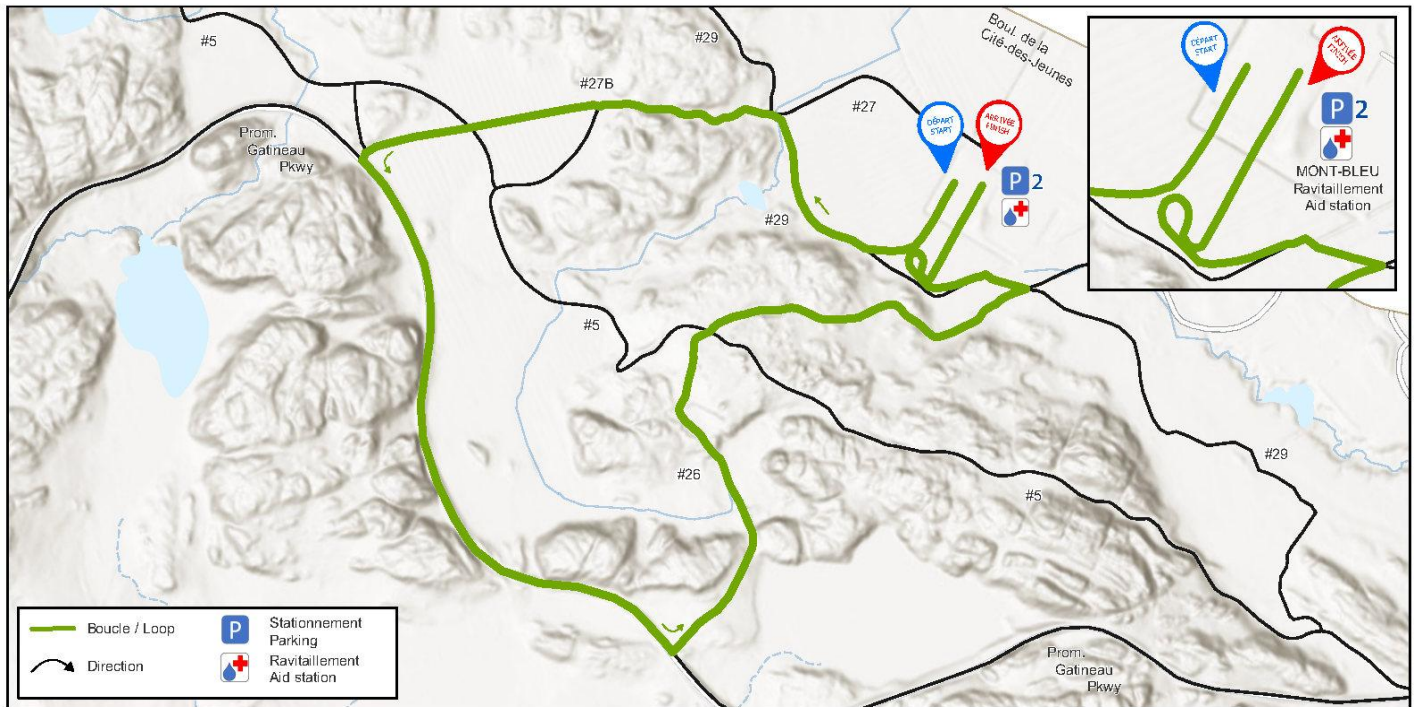 #5
#29
Boul. de la
Cité-des-Jeunes
#27B
#27
Prom.
Gatineau
Pkwy
DÉPART
START
ARRIVÉE
FINISH
P 2
#29
#5
#26
#5
#29
Prom.
Gatineau
Pkwy
DÉPART
START
ARRIVÉE
FINISH
P 2
MONT-BLEU
Ravitaillement
Aid station
Boucle / Loop
Direction
P
Stationnement
Parking
Ravitaillement
Aid station